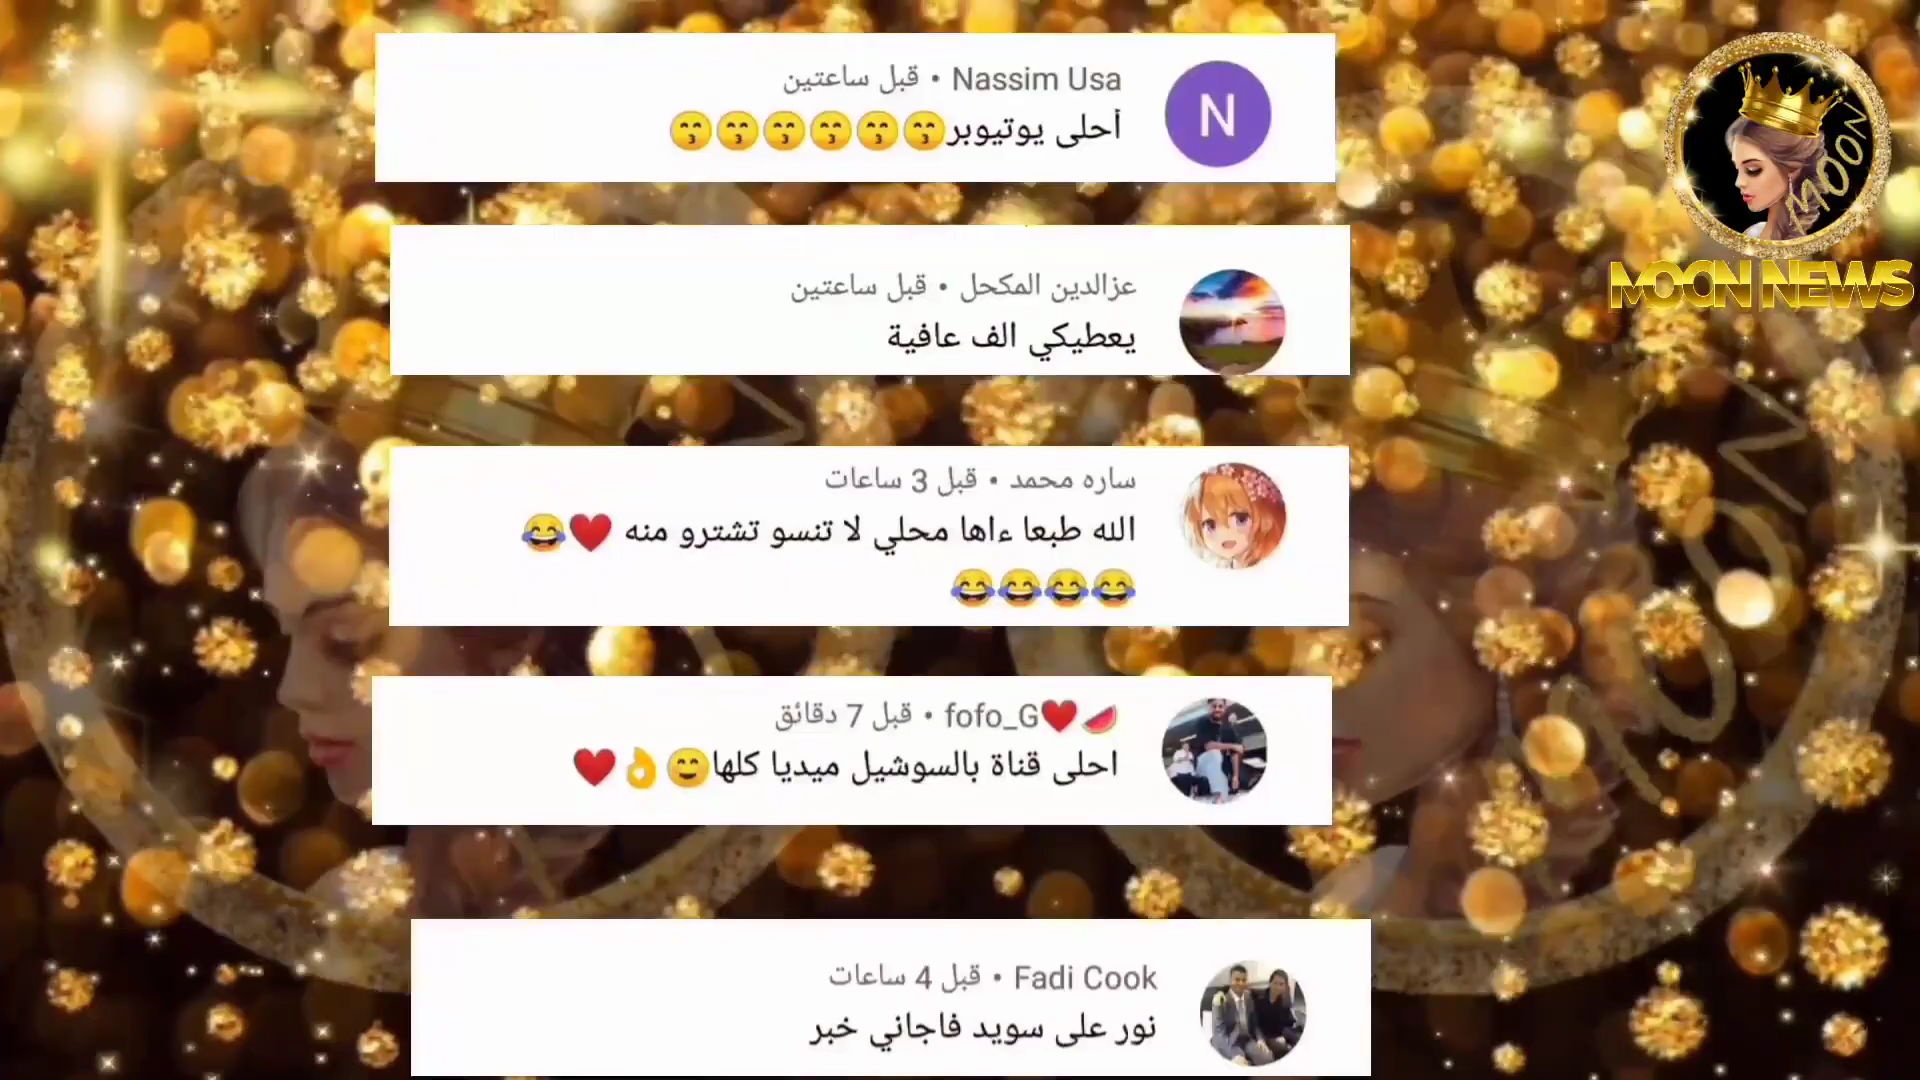 Nassim Usa • قبل ساعتين
أحلى يوتيوبر😙😙😙😙😙😙
N
عزالدين المكحل • قبل ساعتين
يعطيكي الف عافية
ساره محمد • قبل 3 ساعات
الله طبعا ءاها محلي لا تنسو تشترو منه ❤️😂
😂😂😂😂
🍉❤️fofo_G • قبل 7 دقائق
احلى قناة بالسوشيل ميديا كلها😊👌❤️
Fadi Cook • قبل 4 ساعات
نور على سويد فاجاني خبر
MOON
MOON NEWS